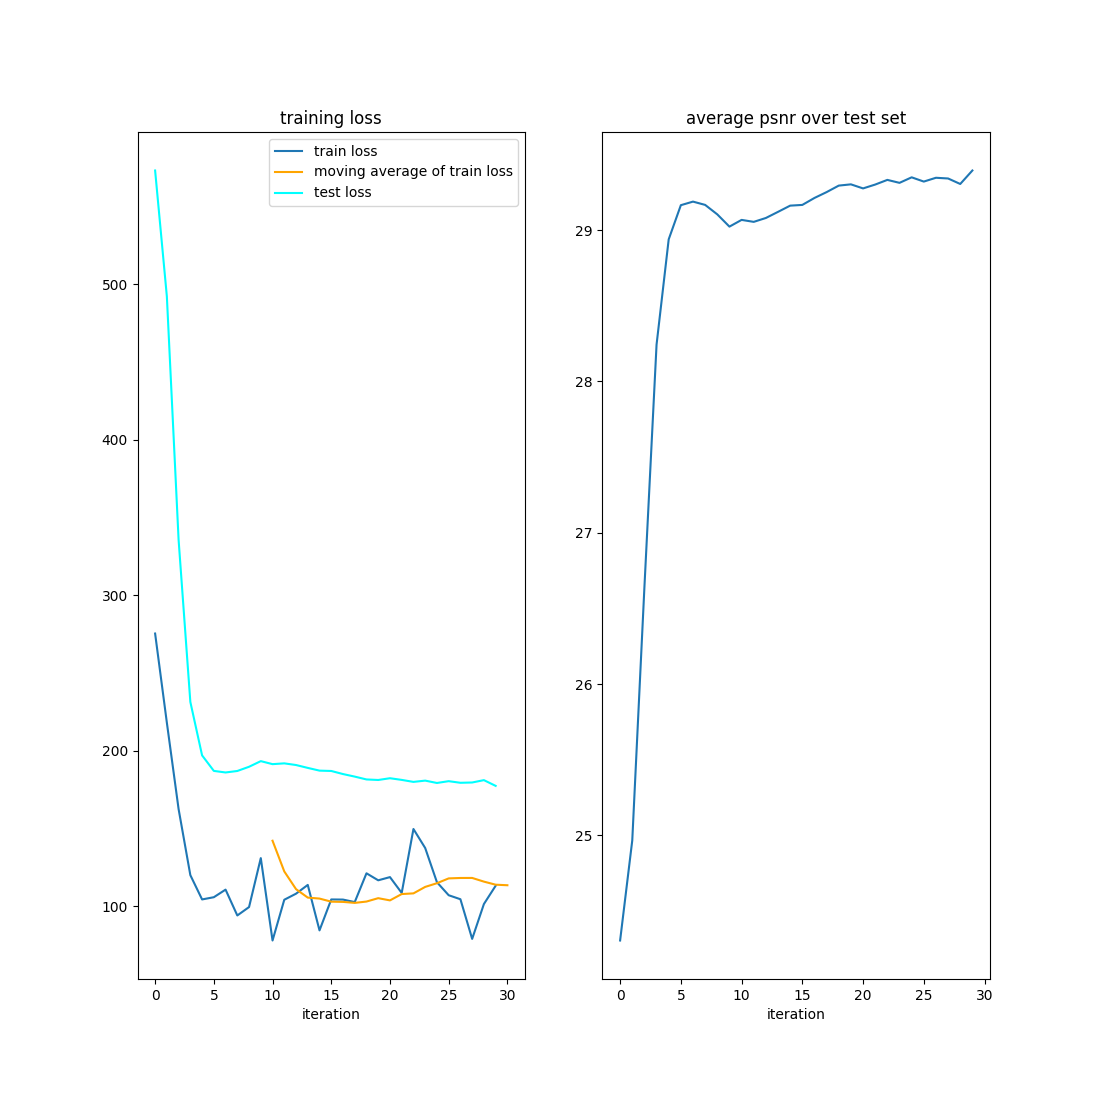 training loss
train loss
moving average of train loss
test loss
500
400
300
200
100
0 5 10 15 20 25 30
iteration
average psnr over test set
29
28
27
26
25
0 5 10 15 20 25 30
iteration